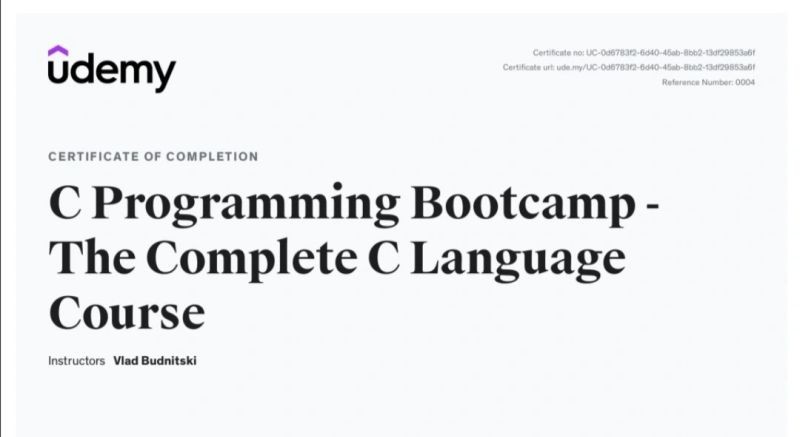 udemy
Certificate no: UC-0d6783f2-6d40-45ab-8bb2-13df29853a6f
Certificate url: ude.my/UC-0d6783f2-6d40-45ab-8bb2-13df29853a6f
Reference Number: 0004
CERTIFICATE OF COMPLETION
C Programming Bootcamp -
The Complete C Language
Course
Instructors Vlad Budnitski